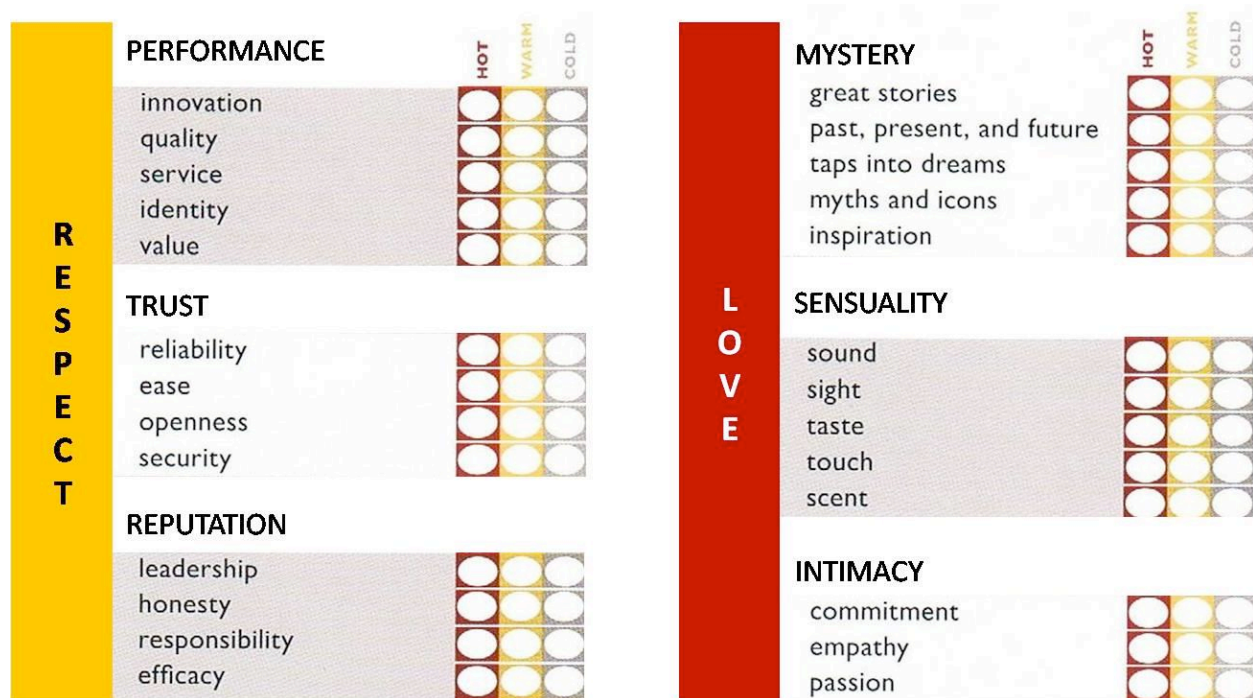 RESPECT
PERFORMANCE
HOT
WARM
COLD
innovation
quality
service
identity
value
TRUST
reliability
ease
openness
security
REPUTATION
leadership
honesty
responsibility
efficacy
LOVE
MYSTERY
HOT
WARM
COLD
great stories
past, present, and future
taps into dreams
myths and icons
inspiration
SENSUALITY
sound
sight
taste
touch
scent
INTIMACY
commitment
empathy
passion